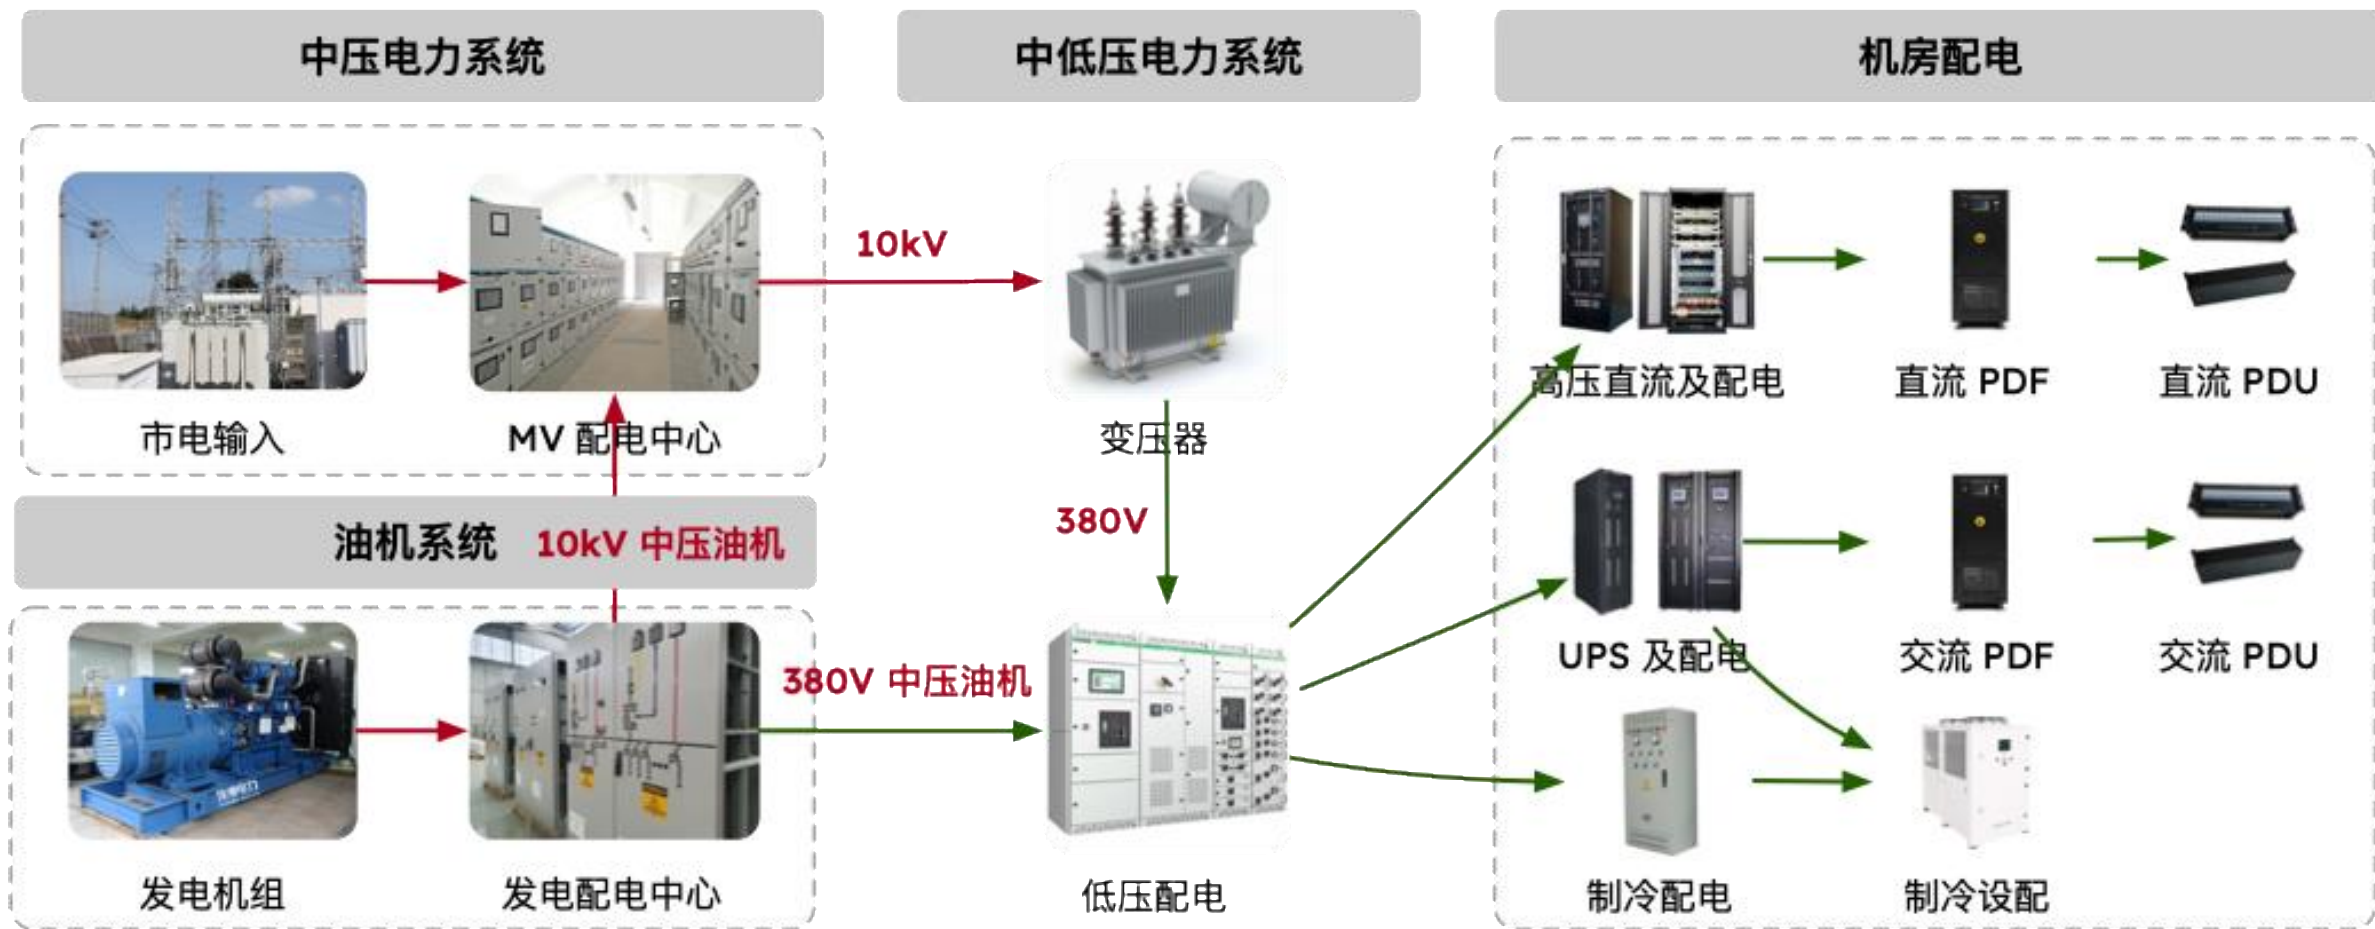 中压电力系统
中低压电力系统
机房配电
10kV
市电输入
MV 配电中心
变压器
高压直流及配电
直流 PDF
直流 PDU
380V
油机系统
10kV 中压油机
UPS 及配电
交流 PDF
交流 PDU
380V 中压油机
发电机组
发电配电中心
低压配电
制冷配电
制冷设配